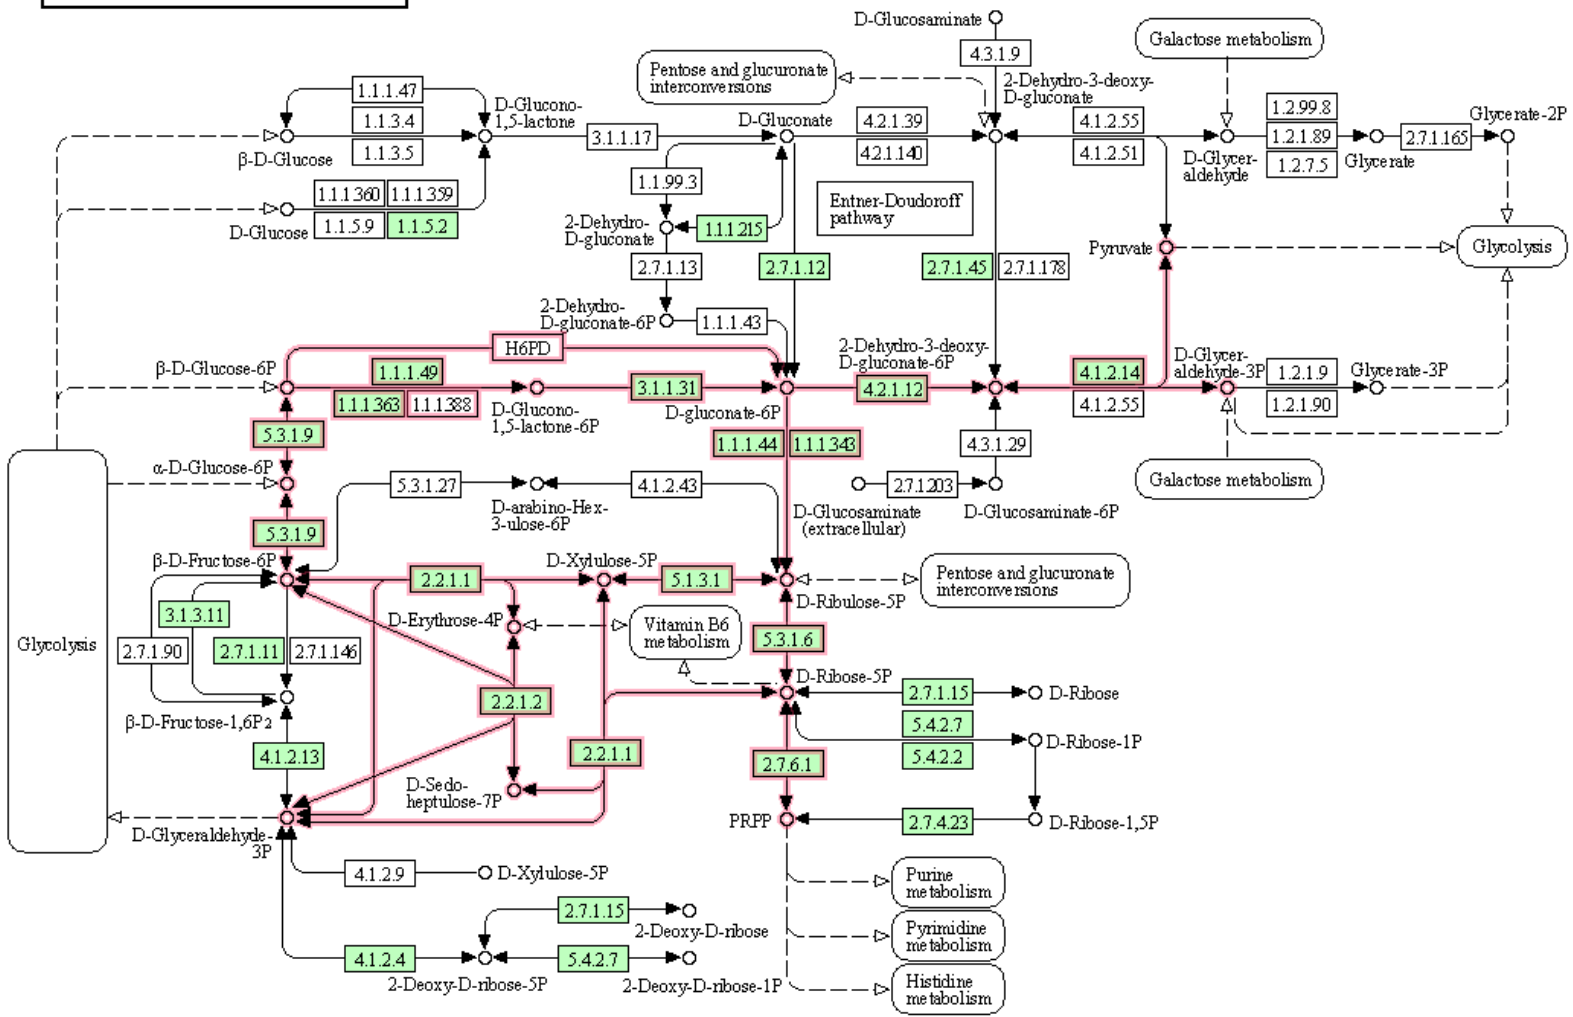 D-Glucosaminate
4.3.1.9
Galactose metabolism
Pentose and glucuronate
interconversions
2-Dehydro-3-deoxy-
D-gluconate
1.1.1.47
D-Glucono-
1,5-lactone
1.1.3.4
1.1.3.5
β-D-Glucose
3.1.1.17
D-Gluconate
4.2.1.39
4.2.1.140
4.1.2.55
4.1.2.51
D-Glycer-
aldehyde
1.2.99.8
1.2.1.89
1.2.7.5
Glycerate
2.7.1.165
Glycerate-2P
1.1.1.360
1.1.1.359
1.1.5.9
1.1.5.2
D-Glucose
1.1.99.3
2-Dehydro-
D-gluconate
1.1.1.215
Entner-Doudoroff
pathway
2.7.1.13
2.7.1.12
2.7.1.45
2.7.1.178
Pyruvate
Glycolysis
2-Dehydro-
D-gluconate-6P
1.1.1.43
H6PD
β-D-Glucose-6P
1.1.1.49
1.1.1.363
1.1.1.388
D-Glucono-
1,5-lactone-6P
3.1.1.31
D-gluconate-6P
2-Dehydro-3-deoxy-
D-gluconate-6P
4.2.1.12
4.1.2.14
4.1.2.55
D-Glycer-
aldehyde-3P
1.2.1.9
1.2.1.90
Glycerate-3P
5.3.1.9
1.1.1.44
1.1.1.343
4.3.1.29
α-D-Glucose-6P
5.3.1.27
D-arabino-Hex-
3-ulose-6P
4.1.2.43
2.7.1.203
D-Glucosaminate
(extracellular)
D-Glucosaminate-6P
Galactose metabolism
5.3.1.9
β-D-Fructose-6P
2.2.1.1
D-Xylulose-5P
5.1.3.1
D-Ribulose-5P
Pentose and glucuronate
interconversions
3.1.3.11
D-Erythrose-4P
Vitamin B6
metabolism
5.3.1.6
Glycolysis
2.7.1.90
2.7.1.11
2.7.1.146
D-Ribose-5P
2.2.1.2
2.7.1.15
D-Ribose
β-D-Fructose-1,6P2
5.4.2.7
5.4.2.2
D-Ribose-1P
4.1.2.13
2.2.1.1
2.7.6.1
D-Sedo-
heptulose-7P
D-Glyceraldehyde-
3P
PRPP
2.7.4.23
D-Ribose-1,5P
4.1.2.9
D-Xylulose-5P
Purine
metabolism
2.7.1.15
2-Deoxy-D-ribose
Pyrimidine
metabolism
4.1.2.4
2-Deoxy-D-ribose-5P
5.4.2.7
2-Deoxy-D-ribose-1P
Histidine
metabolism